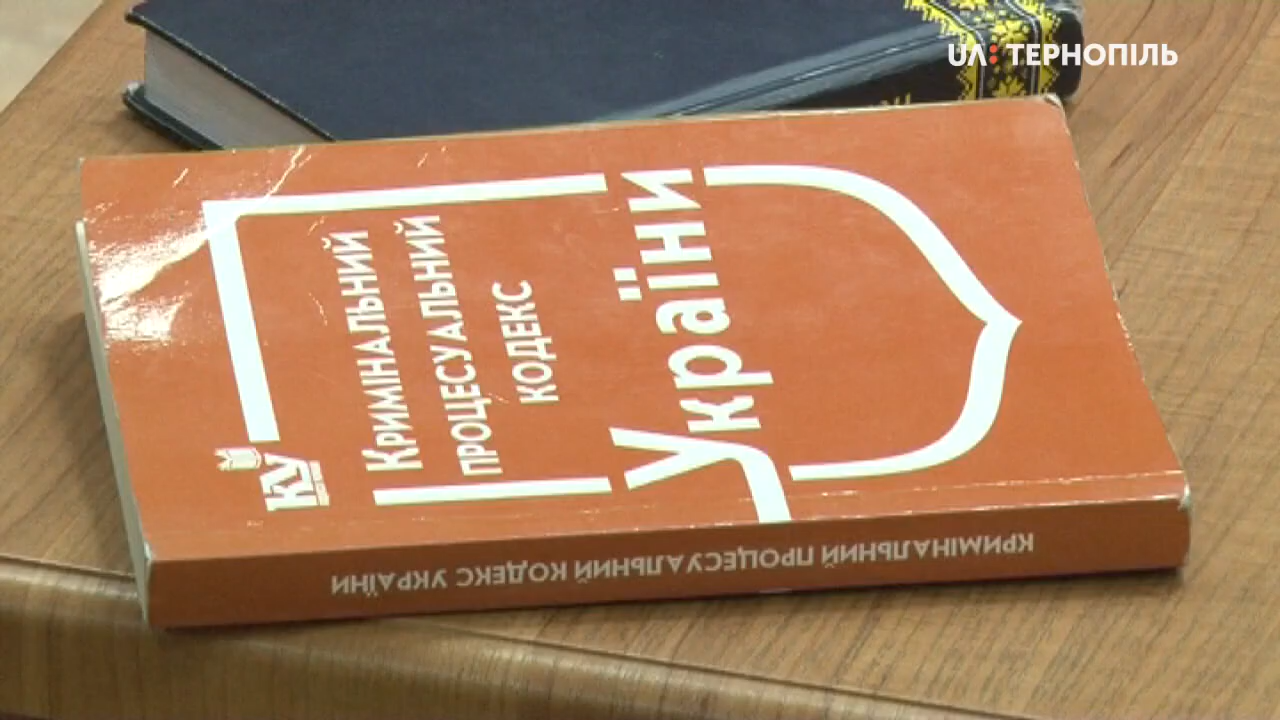 UA:ТЕРНОПІЛЬ
КРИМІНАЛЬНИЙ
ПРОЦЕСУАЛЬНИЙ
КОДЕКС
України
КУ
КРИМІНАЛЬНИЙ ПРОЦЕСУАЛЬНИЙ КОДЕКС УКРАЇНИ